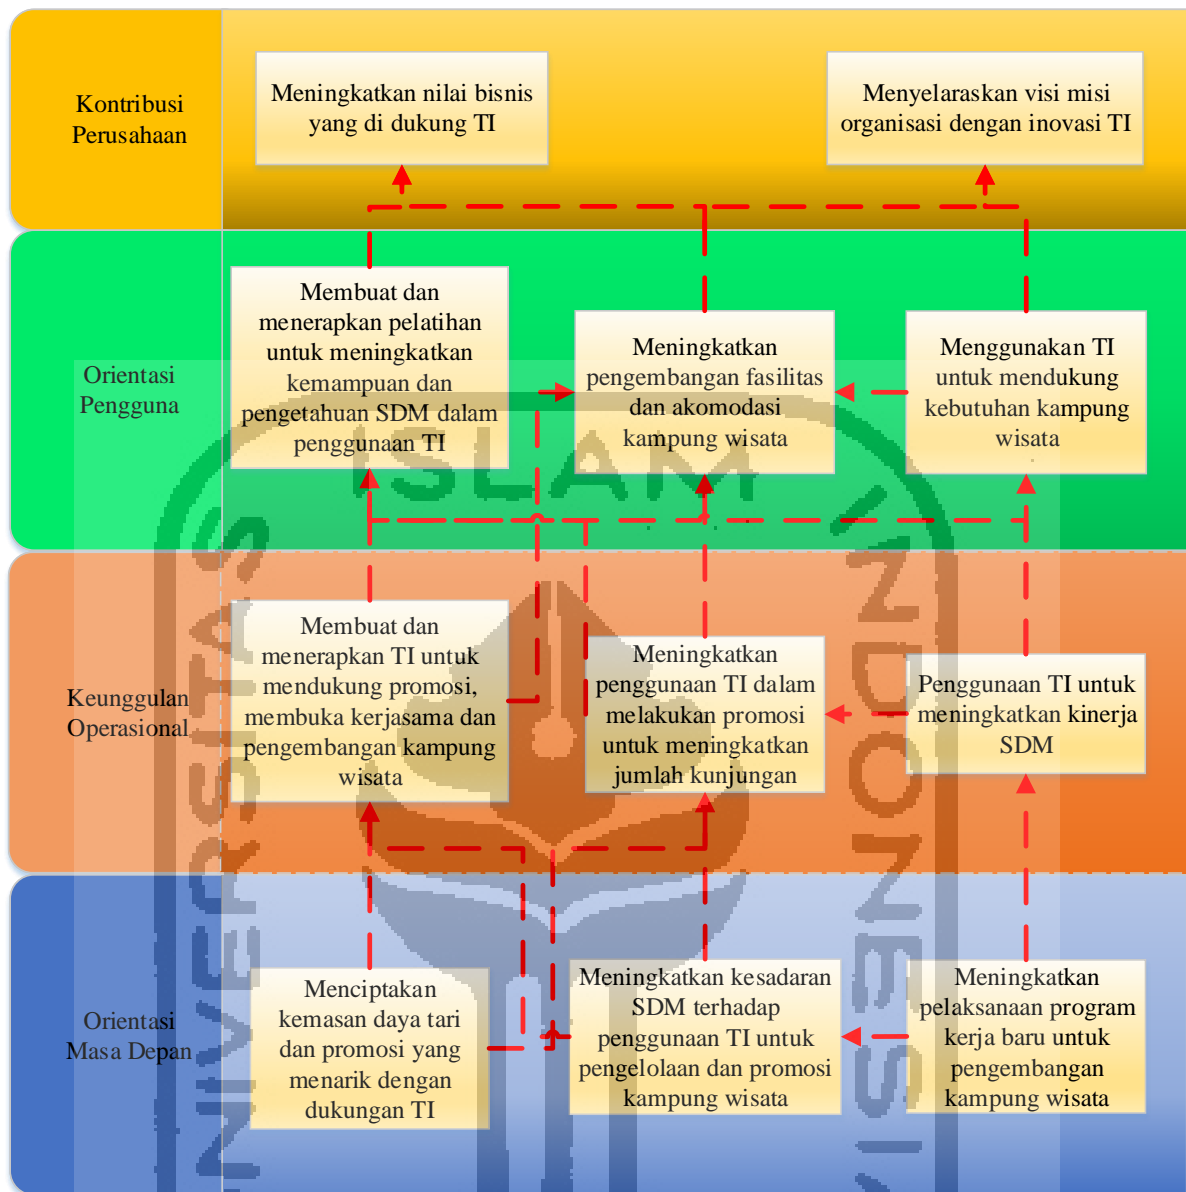 Kontribusi
Perusahaan
Meningkatkan nilai bisnis
yang di dukung TI
Menyelaraskan visi misi
organisasi dengan inovasi TI
Orientasi
Pengguna
Membuat dan
menerapkan pelatihan
untuk meningkatkan
kemampuan dan
pengetahuan SDM dalam
penggunaan TI
Meningkatkan
pengembangan fasilitas
dan akomodasi
kampung wisata
Menggunakan TI
untuk mendukung
kebutuhan kampung
wisata
Keunggulan
Operasional
Membuat dan
menerapkan TI untuk
mendukung promosi,
membuka kerjasama dan
pengembangan kampung
wisata
Meningkatkan
penggunaan TI dalam
melakukan promosi
untuk meningkatkan
jumlah kunjungan
Penggunaan TI untuk
meningkatkan kinerja
SDM
Orientasi
Masa Depan
Menciptakan
kemasan daya tari
dan promosi yang
menarik dengan
dukungan TI
Meningkatkan kesadaran
SDM terhadap
penggunaan TI untuk
pengelolaan dan promosi
kampung wisata
Meningkatkan
pelaksanaan program
kerja baru untuk
pengembangan
kampung wisata
ISLAM